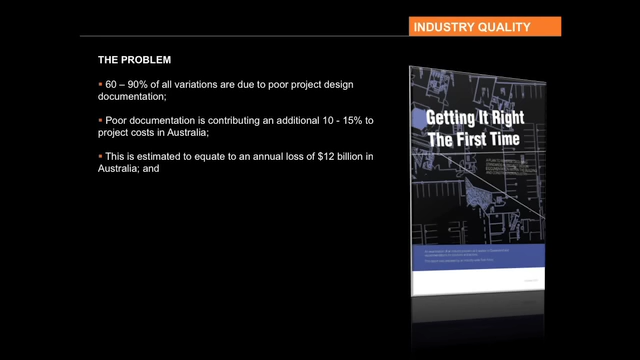 INDUSTRY QUALITY
THE PROBLEM
▪ 60 – 90% of all variations are due to poor project design
documentation;
▪ Poor documentation is contributing an additional 10 - 15% to
project costs in Australia;
▪ This is estimated to equate to an annual loss of $12 billion in
Australia; and
Getting It Right
The First Time